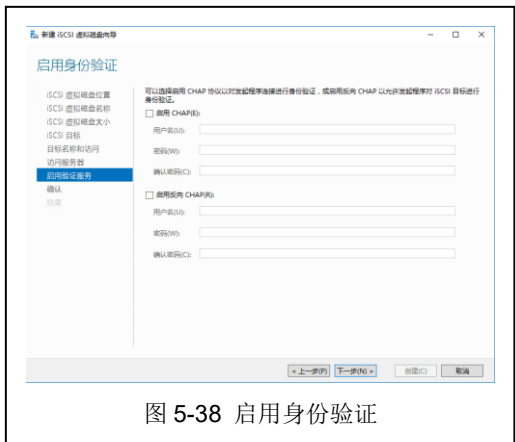 新建 iSCSI 虚拟磁盘向导
启用身份验证
iSCSI 虚拟磁盘位置
iSCSI 虚拟磁盘名称
iSCSI 虚拟磁盘大小
iSCSI 目标
目标名称和访问
访问服务器
启用验证服务
确认
结果
可以选择启用 CHAP 协议以对发起程序连接进行身份验证，或启用反向 CHAP 以允许发起程序对 iSCSI 目标进行
身份验证。
启用 CHAP(E):
用户名(U):
密码(W):
确认密码(C):
启用反向 CHAP(R):
用户名(U):
密码(W):
确认密码(C):
< 上一步(P)
下一步(N) >
创建(C)
取消
图 5-38 启用身份验证